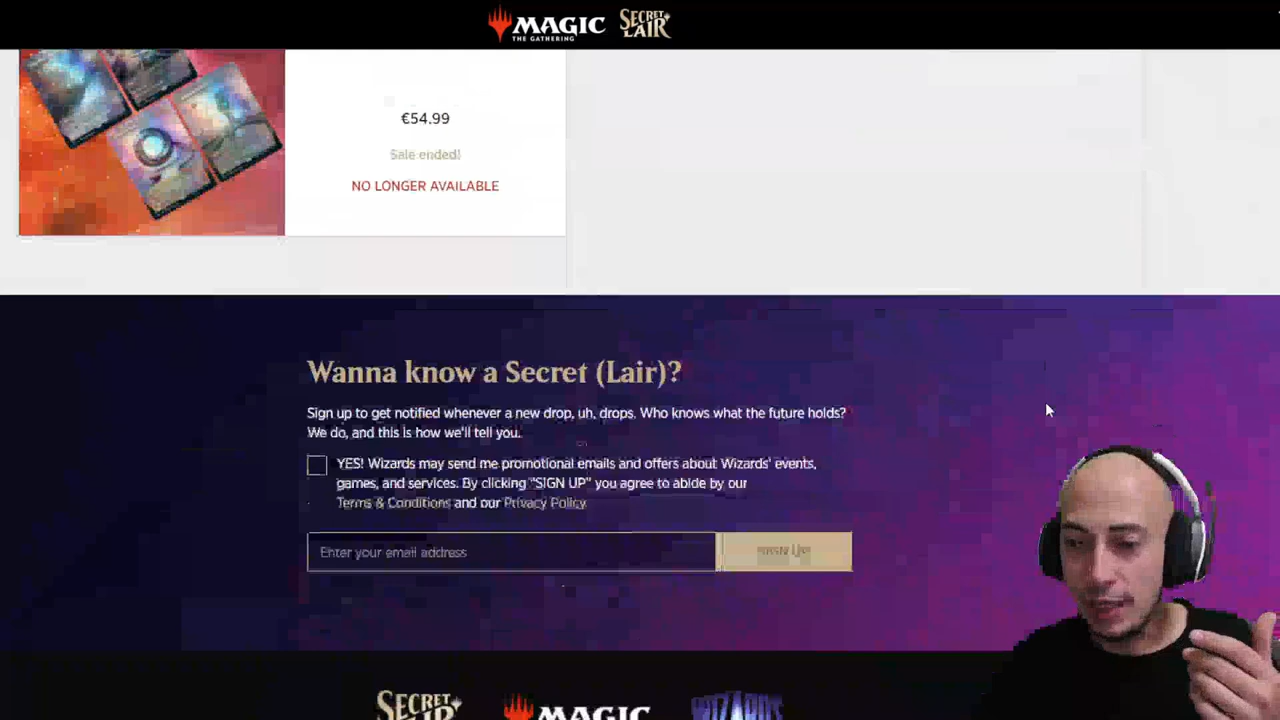 MAGIC
THE GATHERING
SECRET
LAIR
€54.99
Sale ended!
NO LONGER AVAILABLE
Wanna know a Secret (Lair)?
Sign up to get notified whenever a new drop, uh, drops. Who knows what the future holds?
We do, and this is how we'll tell you.
YES! Wizards may send me promotional emails and offers about Wizards' events,
games, and services. By clicking "SIGN UP" you agree to abide by our
Terms & Conditions and our Privacy Policy.
Enter your email address
SIGN UP!
SECRET
LAIR
MAGIC
WIZARDS